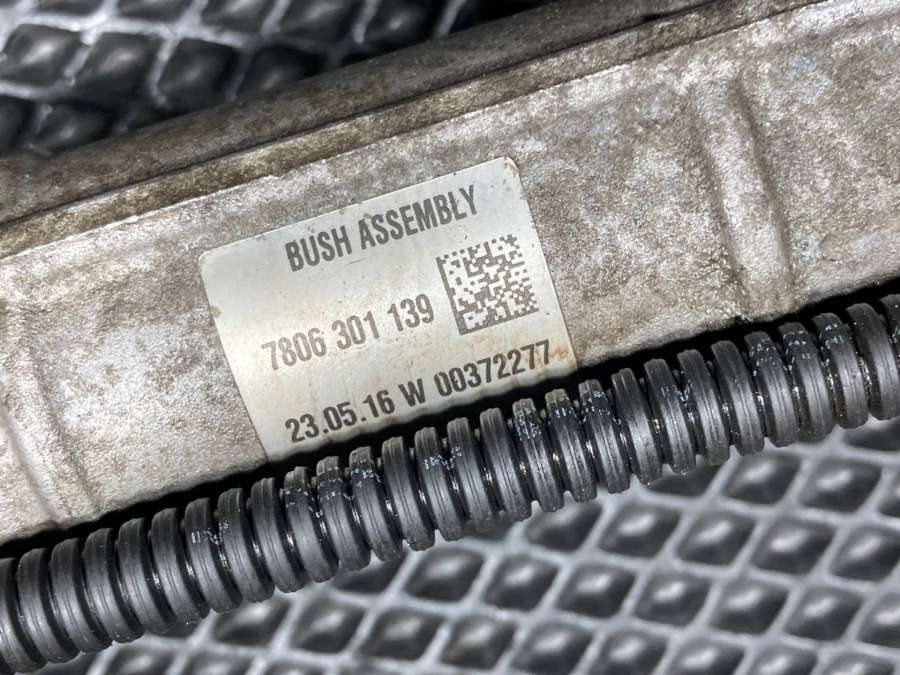 BUSH ASSEMBLY
7806 301 139
23.05.16 W 00372277